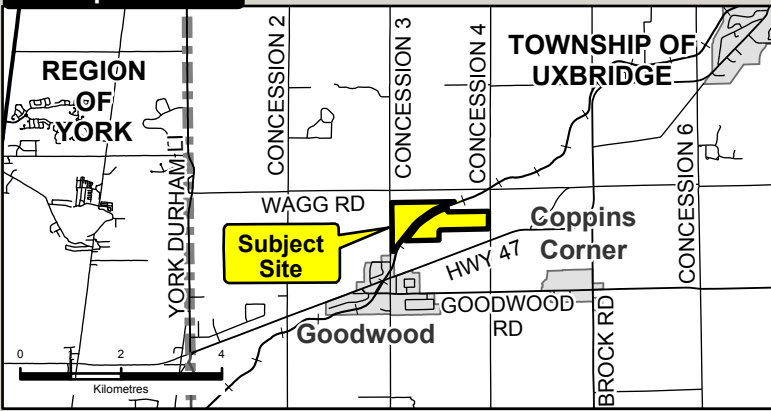 REGION
OF
YORK
YORK DURHAM LI
CONCESSION 2
CONCESSION 3
CONCESSION 4
TOWNSHIP OF
UXBRIDGE
CONCESSION 6
WAGG RD
Subject
Site
Coppins
Corner
HWY 47
GOODWOOD
RD
Goodwood
BROCK RD
0 2 4
Kilometres